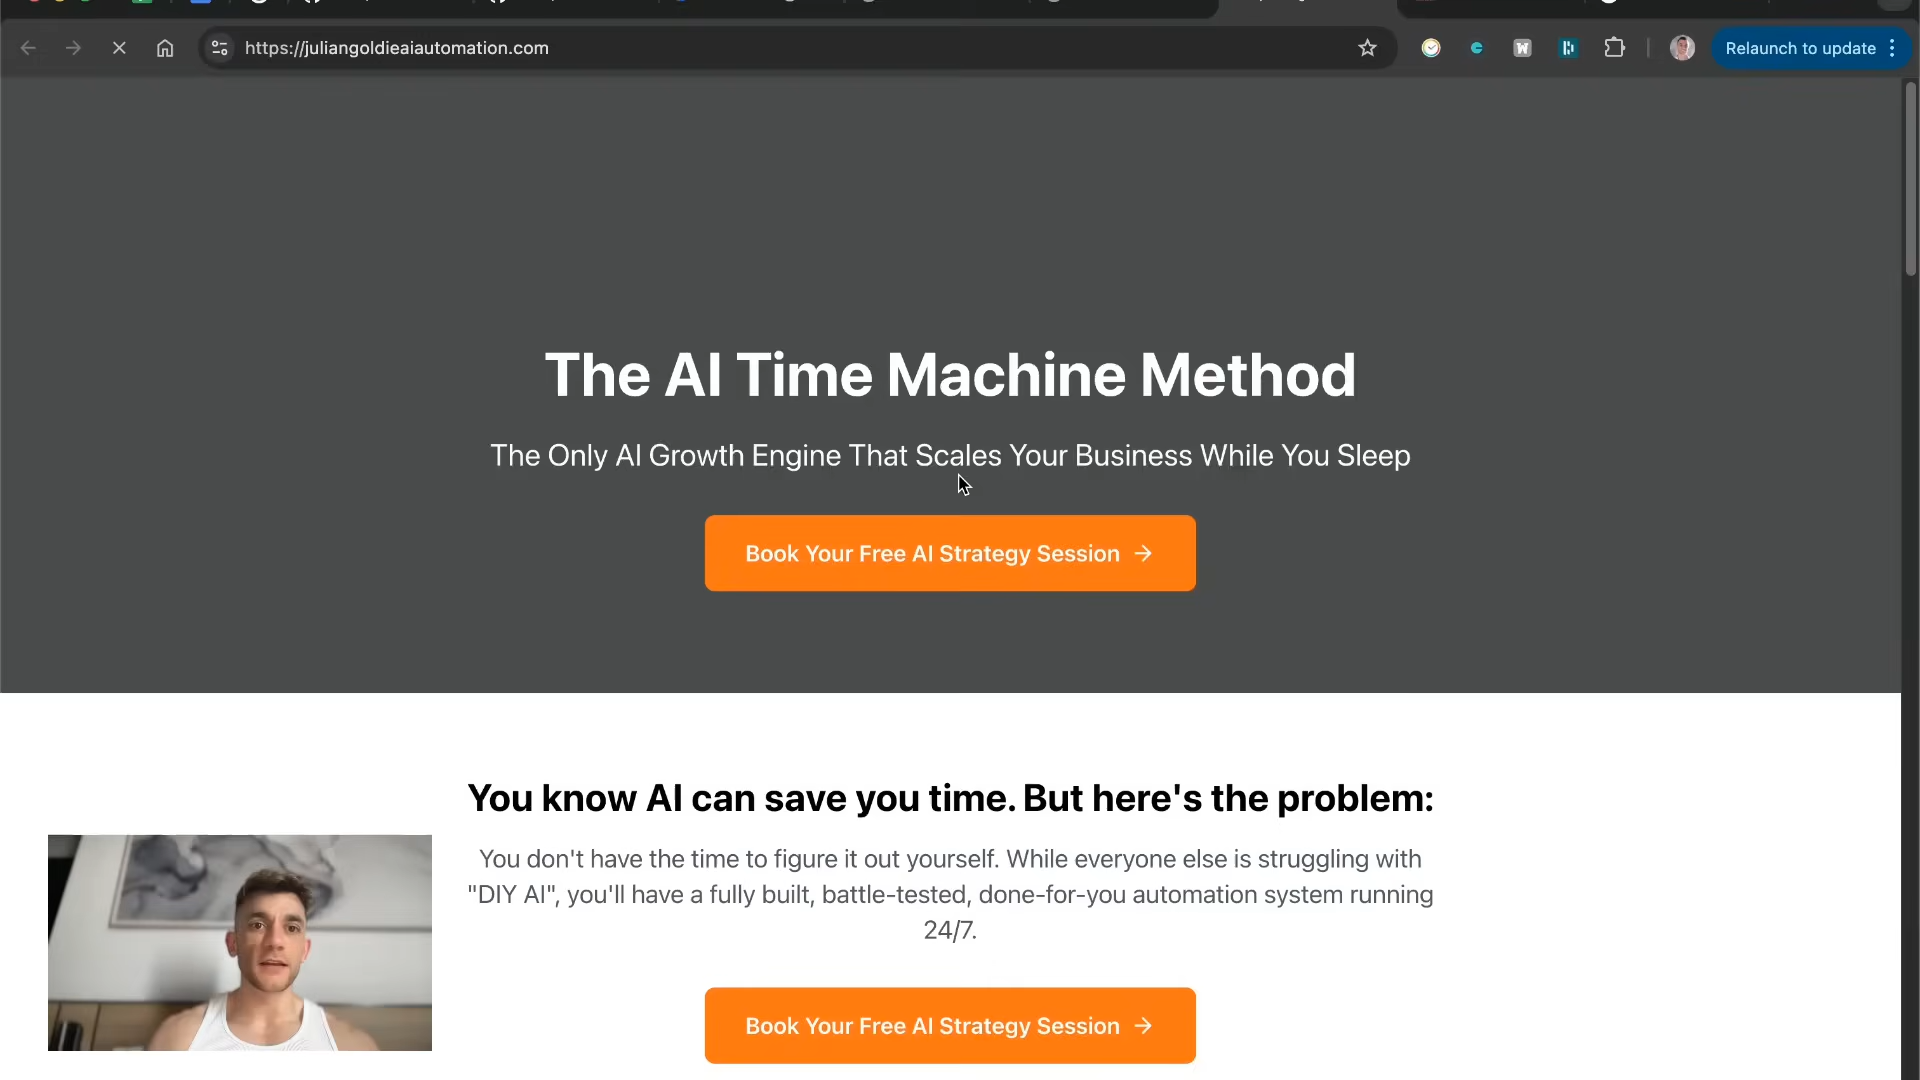 https://juliangoldieaiautomation.com
Relaunch to update
The AI Time Machine Method
The Only AI Growth Engine That Scales Your Business While You Sleep
Book Your Free AI Strategy Session →
You know AI can save you time. But here's the problem:
You don't have the time to figure it out yourself. While everyone else is struggling with
"DIY AI", you'll have a fully built, battle-tested, done-for-you automation system running
24/7.
Book Your Free AI Strategy Session →